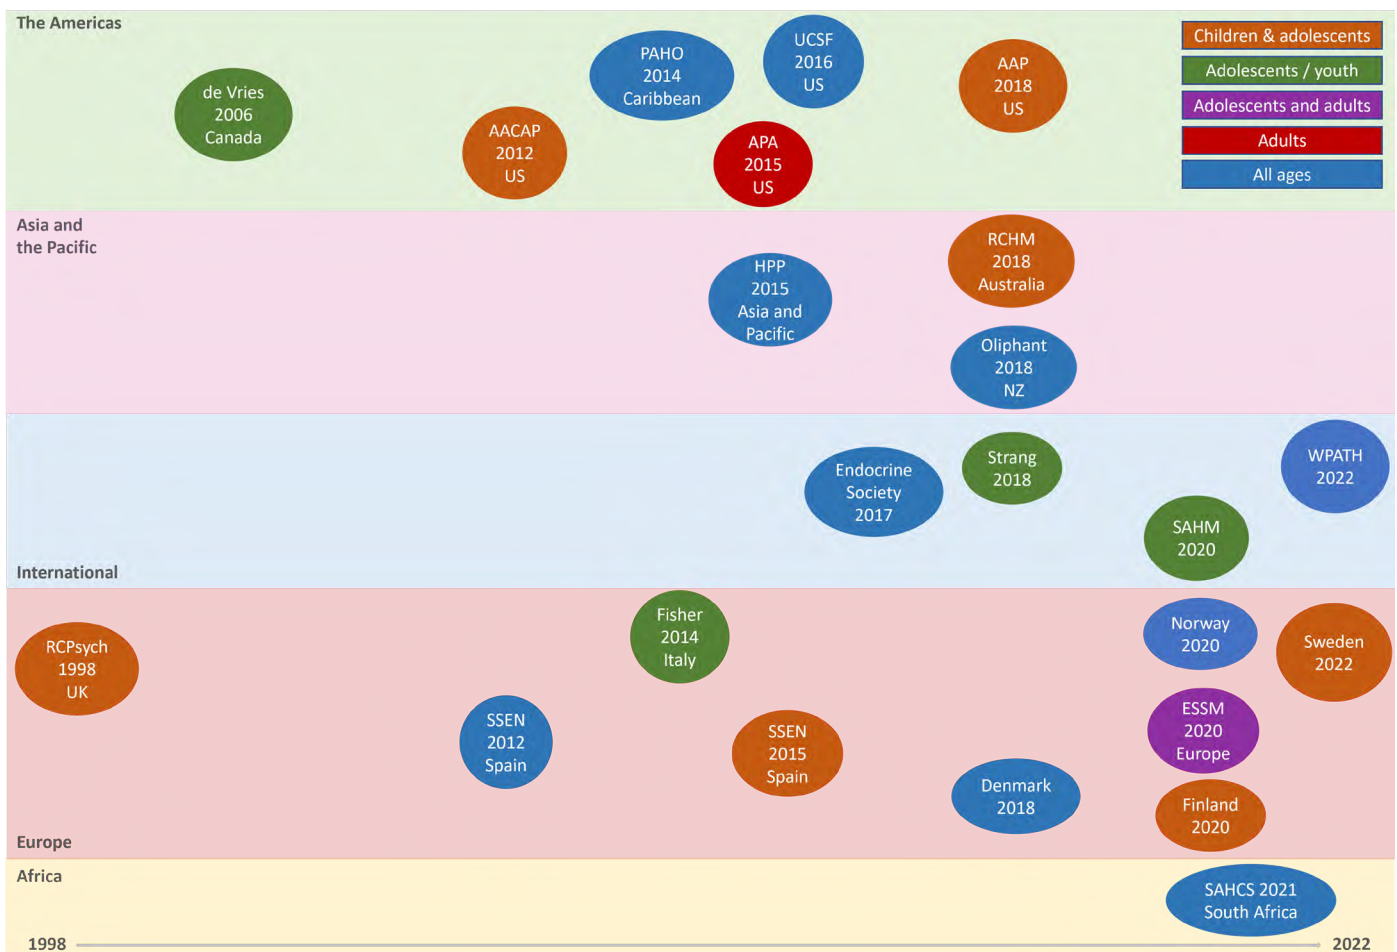 The Americas
de Vries
2006
Canada
AACAP
2012
US
PAHO
2014
Caribbean
UCSF
2016
US
APA
2015
US
AAP
2018
US
Children & adolescents
Adolescents / youth
Adolescents and adults
Adults
All ages
Asia and
the Pacific
HPP
2015
Asia and
Pacific
RCHM
2018
Australia
Oliphant
2018
NZ
International
Endocrine
Society
2017
Strang
2018
SAHM
2020
WPATH
2022
Europe
RCPsych
1998
UK
SSEN
2012
Spain
Fisher
2014
Italy
SSEN
2015
Spain
Denmark
2018
Norway
2020
ESSM
2020
Europe
Finland
2020
Sweden
2022
Africa
SAHCS 2021
South Africa
1998
2022